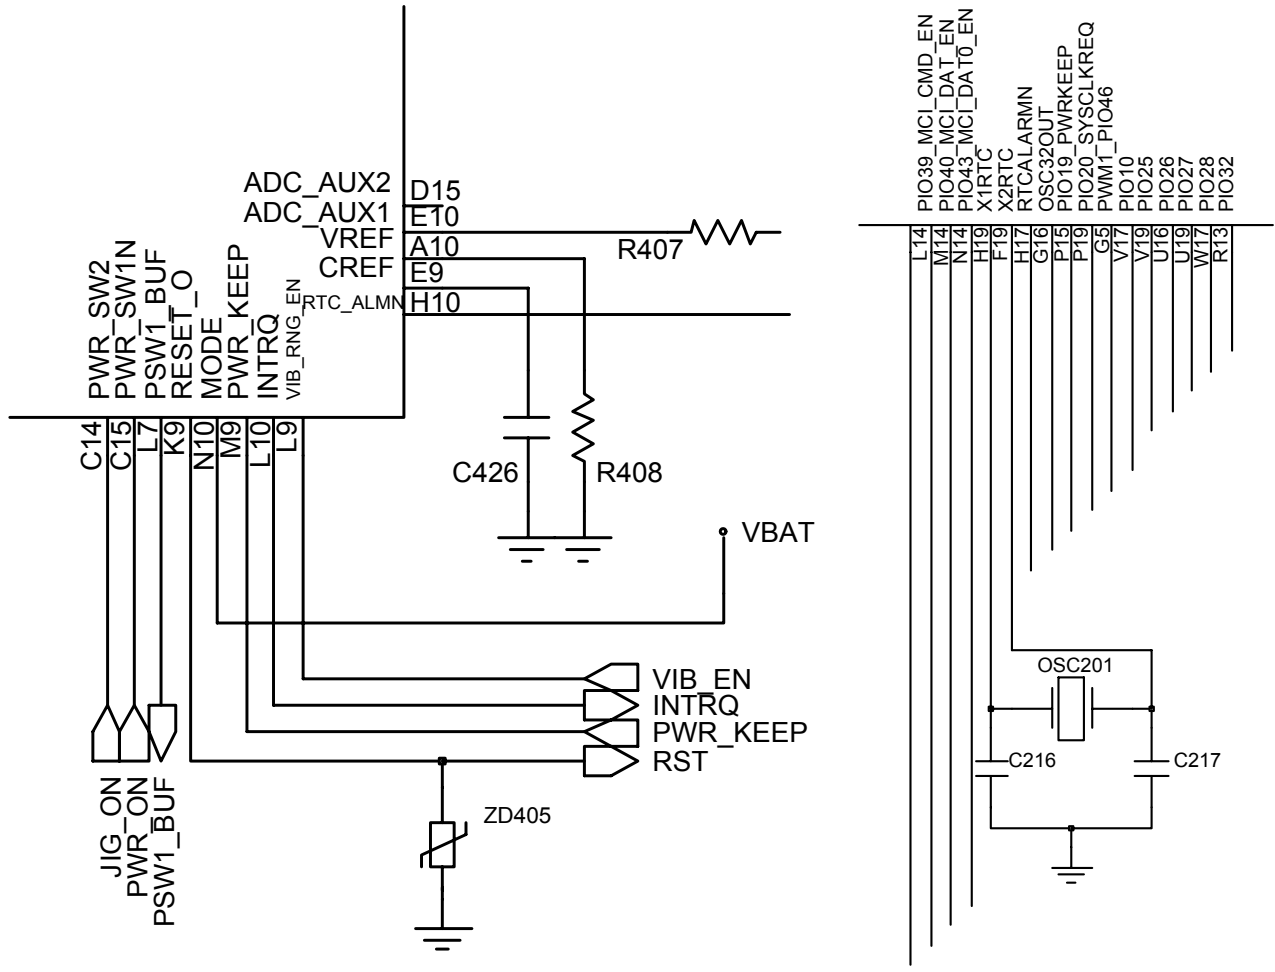 ADC_AUX2
ADC_AUX1
VREF
CREF
RTC_ALMN
D15
E10
A10
E9
H10
R407
PWR_SW2
PWR_SW1N
PSW1_BUF
RESET_O
MODE
PWR_KEEP
INTRQ
VIB_RNG_EN
C14
C15
L7
K9
N10
M9
L10
L9
C426
R408
VBAT
VIB_EN
INTRQ
PWR_KEEP
RST
JIG_ON
PWR_ON
PSW1_BUF
ZD405
PIO39_MCI_CMD_EN
PIO40_MCI_DAT_EN
PIO43_MCI_DAT0_EN
X1RTC
X2RTC
RTCALARMN
OSC32OUT
PIO19_PWRKEEP
PIO20_SYSCLKREQ
PWM1_PIO46
PIO10
PIO25
PIO26
PIO27
PIO28
PIO32
L14
M14
N14
H19
F19
H17
G16
P15
P19
G5
V17
V19
U16
U19
W17
R13
OSC201
C216
C217